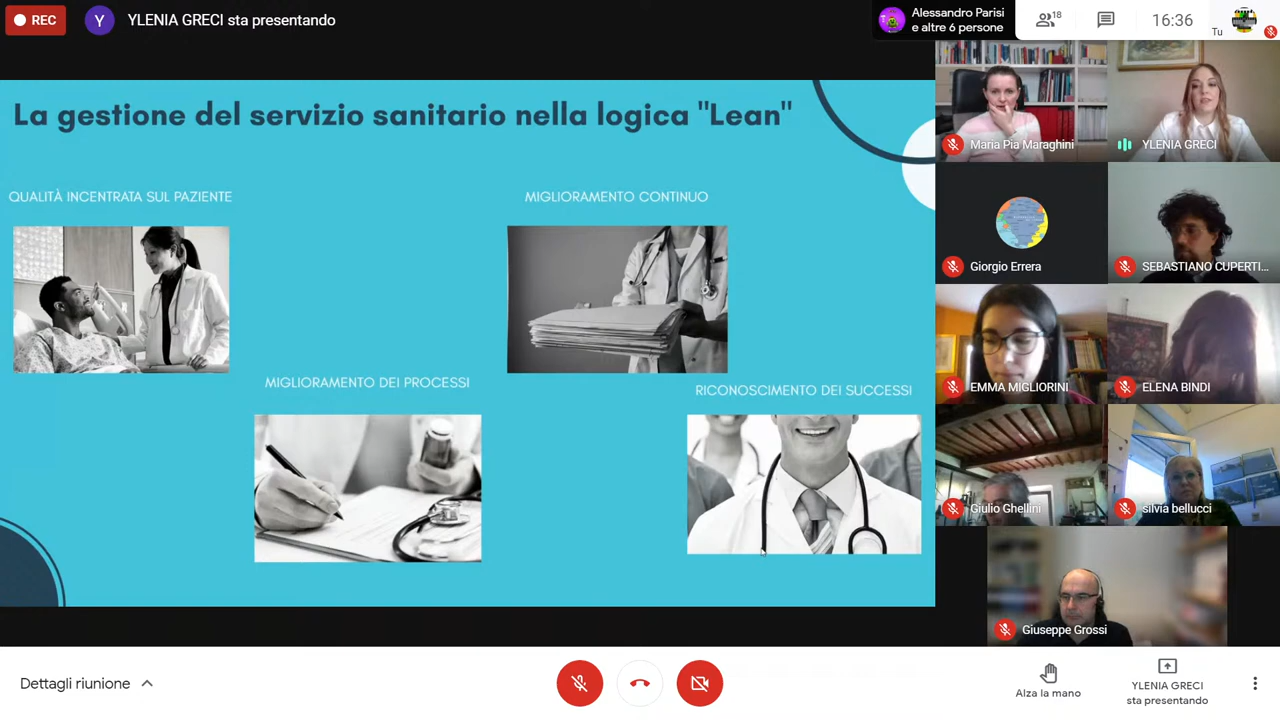 REC
Y
YLENIA GRECI sta presentando
Alessandro Parisi
e altre 6 persone
18
16:36
Tu
La gestione del servizio sanitario nella logica "Lean"
QUALITÀ INCENTRATA SUL PAZIENTE
MIGLIORAMENTO CONTINUO
MIGLIORAMENTO DEI PROCESSI
RICONOSCIMENTO DEI SUCCESSI
Maria Pia Maraghini
YLENIA GRECI
Giorgio Errera
SEBASTIANO CUPERTI...
EMMA MIGLIORINI
ELENA BINDI
Giulio Ghellini
silvia bellucci
Giuseppe Grossi
Dettagli riunione
Alza la mano
YLENIA GRECI
sta presentando